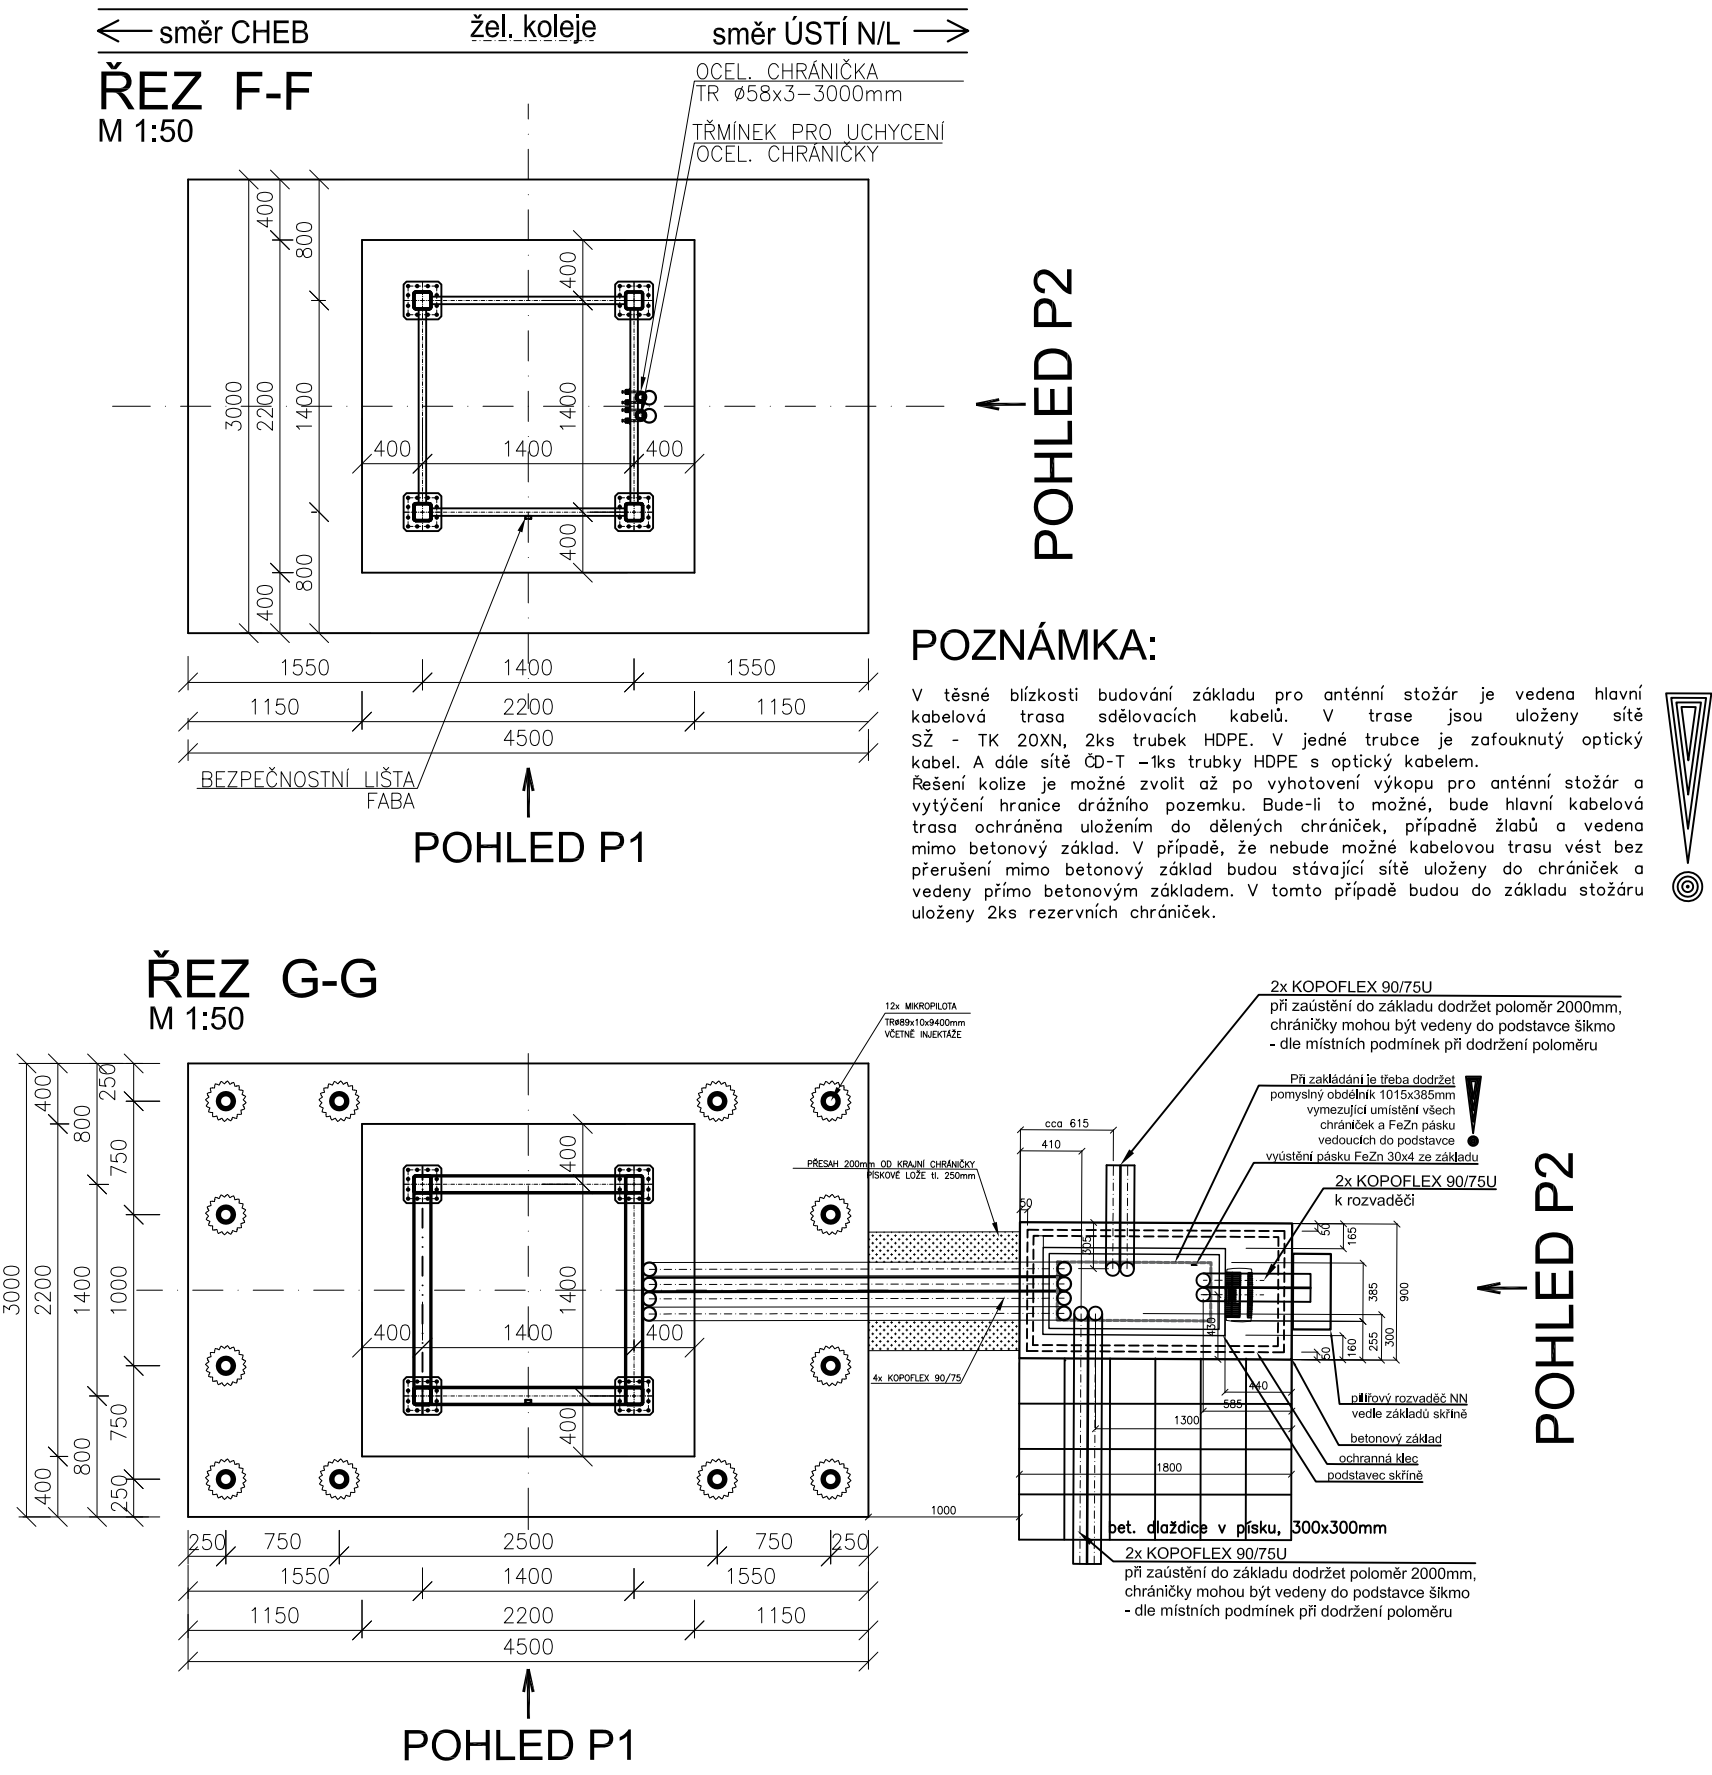 směr CHEB
žel. koleje
směr ÚSTÍ N/L
ŘEZ F-F
M 1:50
OCEL. CHRÁNIČKA
TR ø58x3-3000mm
TŘMÍNEK PRO UCHYCENÍ
OCEL. CHRÁNIČKY
400
800
400
3000
2200
1400
1400
400
1400
400
400
800
400
1550
1400
1550
1150
2200
1150
4500
BEZPEČNOSTNÍ LIŠTA
FABA
POHLED P1
POHLED P2
POZNÁMKA:
V těsné blízkosti budování základu pro anténní stožár je vedena hlavní
kabelová trasa sdělovacích kabelů. V trase jsou uloženy sítě
SŽ - TK 20XN, 2ks trubek HDPE. V jedné trubce je zafouknutý optický
kabel. A dále sítě ČD-T -1ks trubky HDPE s optický kabelem.
Řešení kolize je možné zvolit až po vyhotovení výkopu pro anténní stožár a
vytýčení hranice drážního pozemku. Bude-li to možné, bude hlavní kabelová
trasa ochráněna uložením do dělených chrániček, případně žlabů a vedena
mimo betonový základ. V případě, že nebude možné kabelovou trasu vést bez
přerušení mimo betonový základ budou stávající sítě uloženy do chrániček a
vedeny přímo betonovým základem. V tomto případě budou do základu stožáru
uloženy 2ks rezervních chrániček.
ŘEZ G-G
M 1:50
12x MIKROPILOTA
TRø89x10x9400mm
VČETNĚ INJEKTÁŽE
2x KOPOFLEX 90/75U
při zaústění do základu dodržet poloměr 2000mm,
chráničky mohou být vedeny do podstavce šikmo
- dle místních podmínek při dodržení poloměru
Při zakládání je třeba dodržet
pomyslný obdélník 1015x385mm
vymezující umístění všech
chrániček a FeZn pásku
vedoucích do podstavce
vyústění pásku FeZn 30x4 ze základu
2x KOPOFLEX 90/75U
k rozvaděči
PŘESAH 200mm OD KRAJNÍ CHRÁNIČKY
PÍSKOVÉ LOŽE tl. 250mm
4x KOPOFLEX 90/75
cca 615
410
50
305
50
165
385
900
430
160
255
300
50
440
585
1300
1800
1000
pilířový rozvaděč NN
vedle základů skříně
betonový základ
ochranná klec
podstavec skříně
bet. dlaždice v písku, 300x300mm
2x KOPOFLEX 90/75U
při zaústění do základu dodržet poloměr 2000mm,
chráničky mohou být vedeny do podstavce šikmo
- dle místních podmínek při dodržení poloměru
400
800
250
750
400
3000
2200
1400
1000
1400
400
1400
400
400
750
800
400
250
250
750
2500
750
250
1550
1400
1550
1150
2200
1150
4500
POHLED P1
POHLED P2